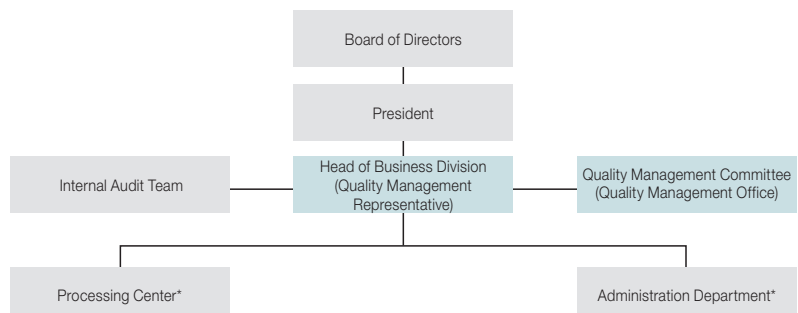 Board of Directors
President
Internal Audit Team
Head of Business Division
(Quality Management
Representative)
Quality Management Committee
(Quality Management Office)
Processing Center*
Administration Department*